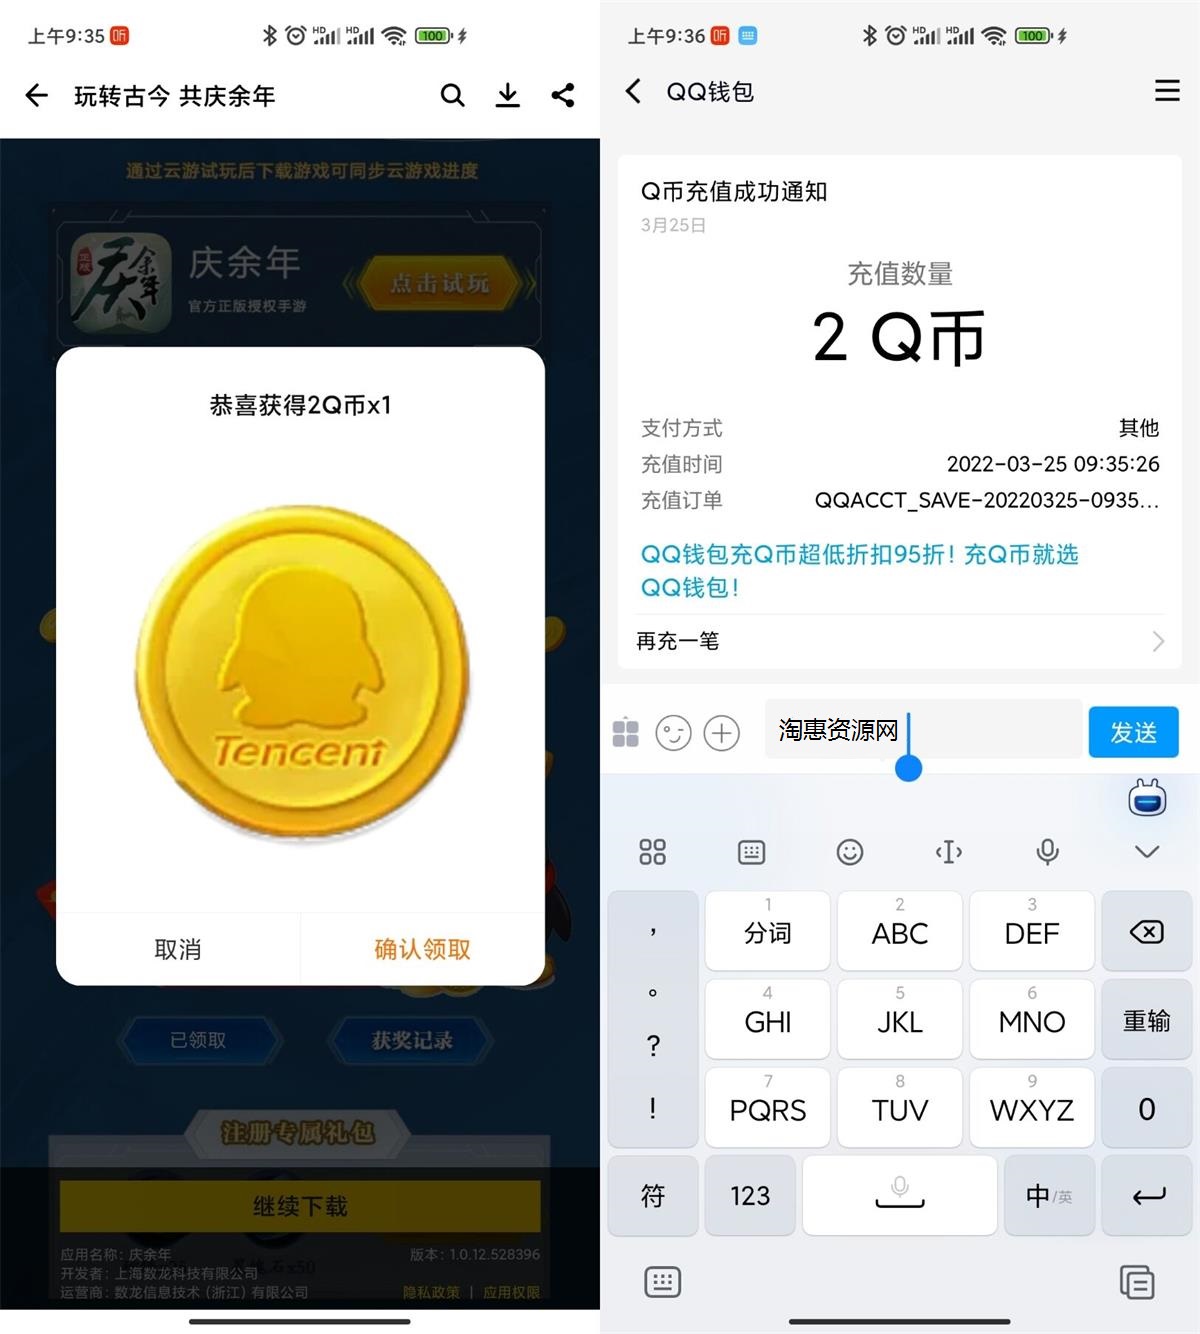 上午9:35 听
HD HD 100
玩转古今 共庆余年
通过云游试玩后下载游戏可同步云游戏进度
正版
庆余年
庆余年
点击试玩
官方正版授权手游
恭喜获得2Q币x1
Tencent
取消
确认领取
已领取
获奖记录
注册专属礼包
继续下载
应用名称：庆余年
版本：1.0.12.528396
开发者：上海数龙科技有限公司
运营商：数龙信息技术（浙江）有限公司
隐私政策 | 应用权限
上午9:36 听
HD HD 100
QQ钱包
Q币充值成功通知
3月25日
充值数量
2 Q币
支付方式 其他
充值时间 2022-03-25 09:35:26
充值订单 QQACCT_SAVE-20220325-0935...
QQ钱包充Q币超低折扣95折！充Q币就选
QQ钱包！
再充一笔
淘惠资源网
发送
，
。
？
！
1
分词
2
ABC
3
DEF
4
GHI
5
JKL
6
MNO
重输
7
PQRS
8
TUV
9
WXYZ
0
符
123
中/英